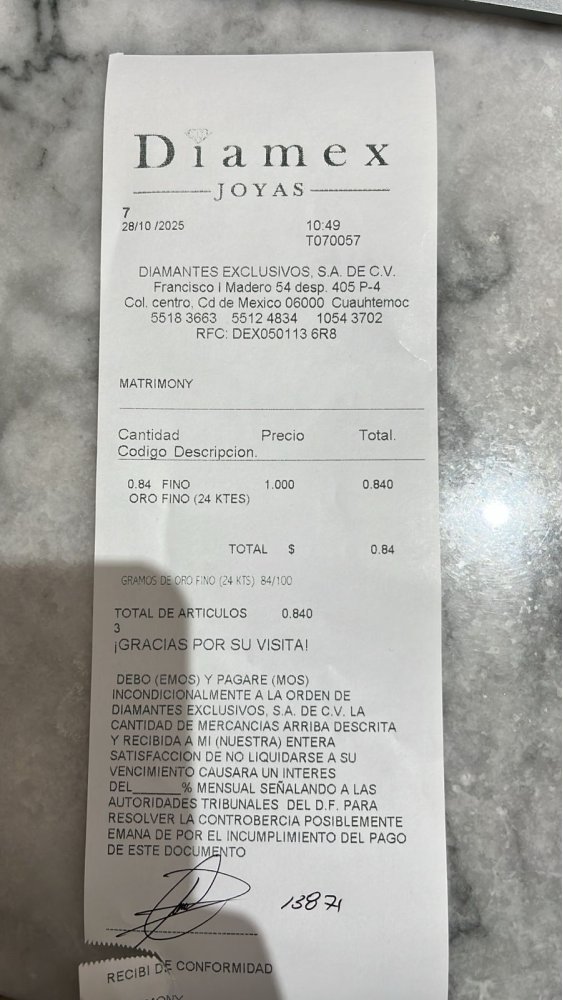 Diamex
JOYAS
7
28/10 /2025 10:49
T070057
DIAMANTES EXCLUSIVOS, S.A. DE C.V.
Francisco I Madero 54 desp. 405 P-4
Col. centro, Cd de Mexico 06000 Cuauhtemoc
5518 3663 5512 4834 1054 3702
RFC: DEX050113 6R8
MATRIMONY
Cantidad Precio Total.
Codigo Descripcion.
0.84 FINO 1.000 0.840
ORO FINO (24 KTES)
TOTAL $ 0.84
GRAMOS DE ORO FINO (24 KTS) 84/100
TOTAL DE ARTICULOS 0.840
3
¡GRACIAS POR SU VISITA!
DEBO (EMOS) Y PAGARE (MOS)
INCONDICIONALMENTE A LA ORDEN DE
DIAMANTES EXCLUSIVOS, S.A. DE C.V. LA
CANTIDAD DE MERCANCIAS ARRIBA DESCRITA
Y RECIBIDA A MI (NUESTRA) ENTERA
SATISFACCION DE NO LIQUIDARSE A SU
VENCIMIENTO CAUSARA UN INTERES
DEL______% MENSUAL SEÑALANDO A LAS
AUTORIDADES TRIBUNALES DEL D.F. PARA
RESOLVER LA CONTROBERCIA POSIBLEMENTE
EMANA DE POR EL INCUMPLIMIENTO DEL PAGO
DE ESTE DOCUMENTO
RECIBI DE CONFORMIDAD